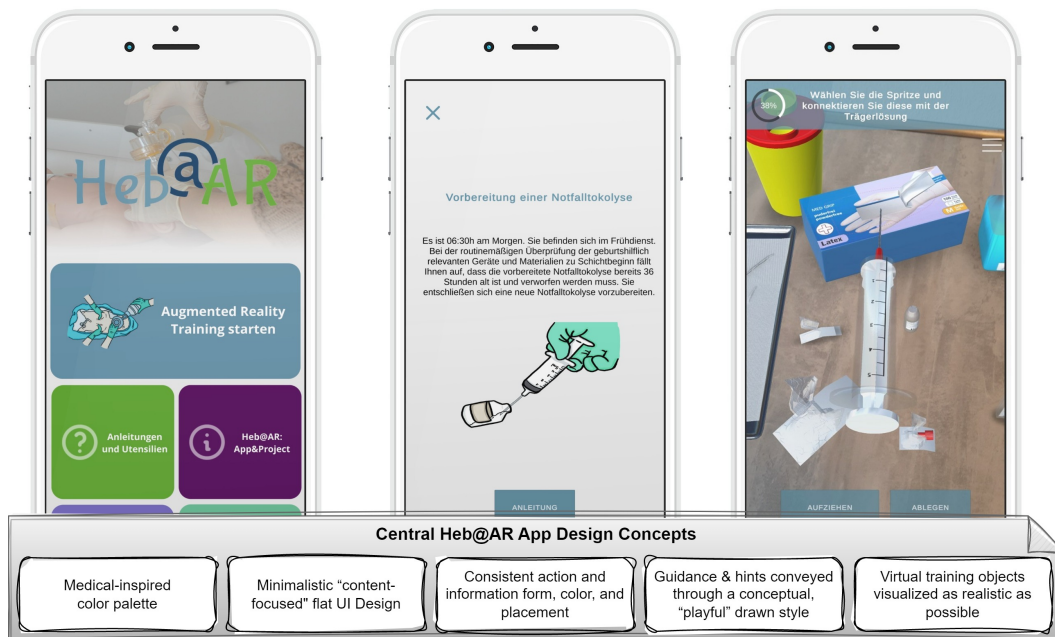 Heb@AR
Augmented Reality
Training starten
Anleitungen
und Utensilien
Heb@AR:
App&Project
Vorbereitung einer Notfalltokolyse
Es ist 06:30h am Morgen. Sie befinden sich im Frühdienst.
Bei der routinemäßigen Überprüfung der geburtshilflich
relevanten Geräte und Materialien zu Schichtbeginn fällt
Ihnen auf, dass die vorbereitete Notfalltokolyse bereits 36
Stunden alt ist und verworfen werden muss. Sie
entschließen sich eine neue Notfalltokolyse vorzubereiten.
ANLEITUNG
38%
Wählen Sie die Spritze und
konnektieren Sie diese mit der
Trägerlösung
Latex
M
AUFZIEHEN
ABLEGEN
Central Heb@AR App Design Concepts
Medical-inspired
color palette
Minimalistic “content-
focused" flat UI Design
Consistent action and
information form, color, and
placement
Guidance & hints conveyed
through a conceptual,
“playful” drawn style
Virtual training objects
visualized as realistic as
possible